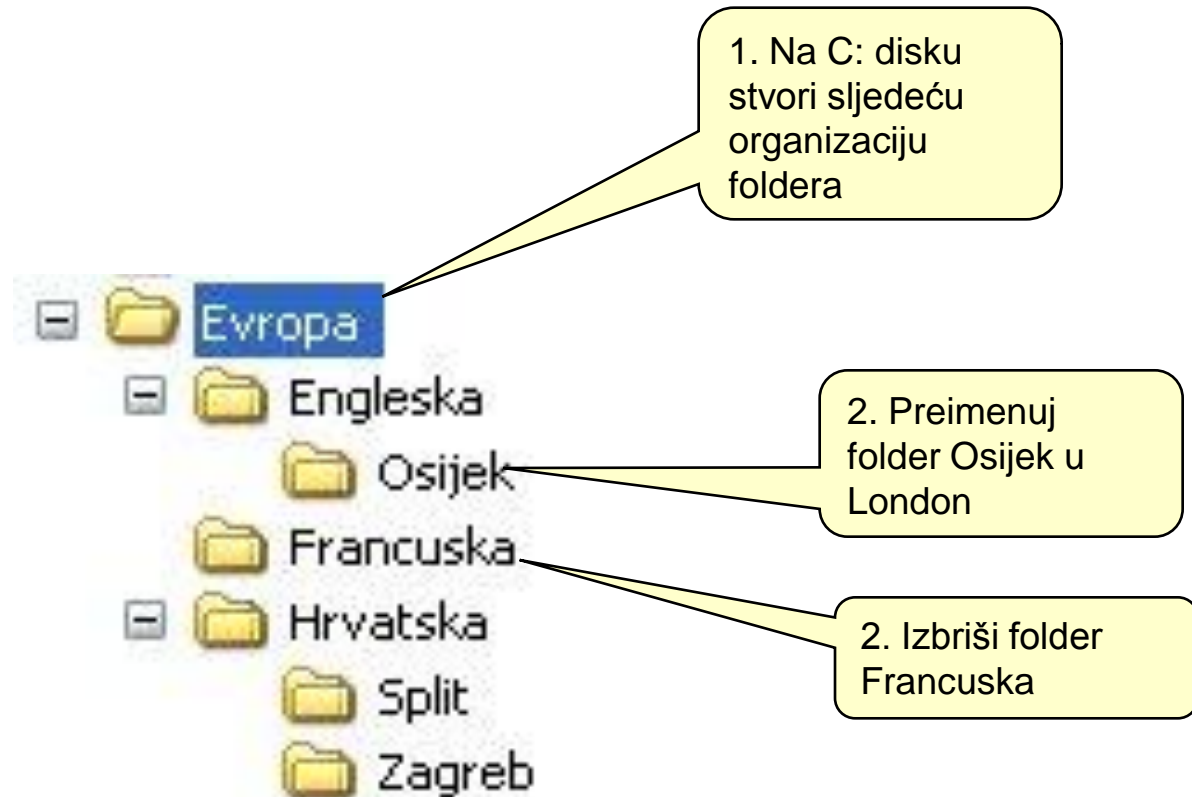 1. Na C: disku
stvori sljedeću
organizaciju
foldera
Evropa
Engleska
Osijek
2. Preimenuj
folder Osijek u
London
Francuska
Hrvatska
2. Izbriši folder
Francuska
Split
Zagreb